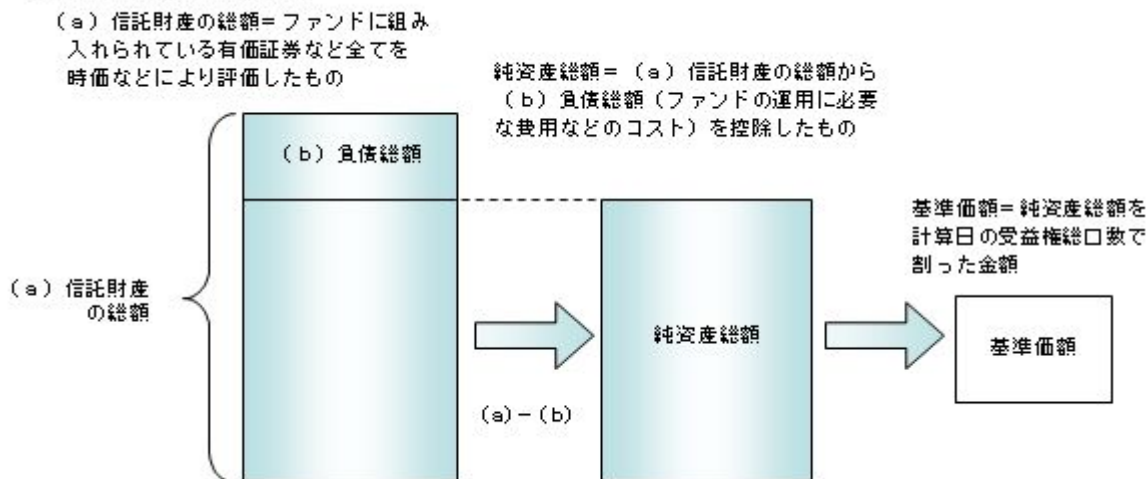 （a）信託財産の総額＝ファンドに組み
入れられている有価証券など全てを
時価などにより評価したもの
純資産総額＝（a）信託財産の総額から
（b）負債総額（ファンドの運用に必要
な費用などのコスト）を控除したもの
（b）負債総額
基準価額＝純資産総額を
計算日の受益権総口数で
割った金額
（a）信託財産
の総額
純資産総額
基準価額
（a）－（b）